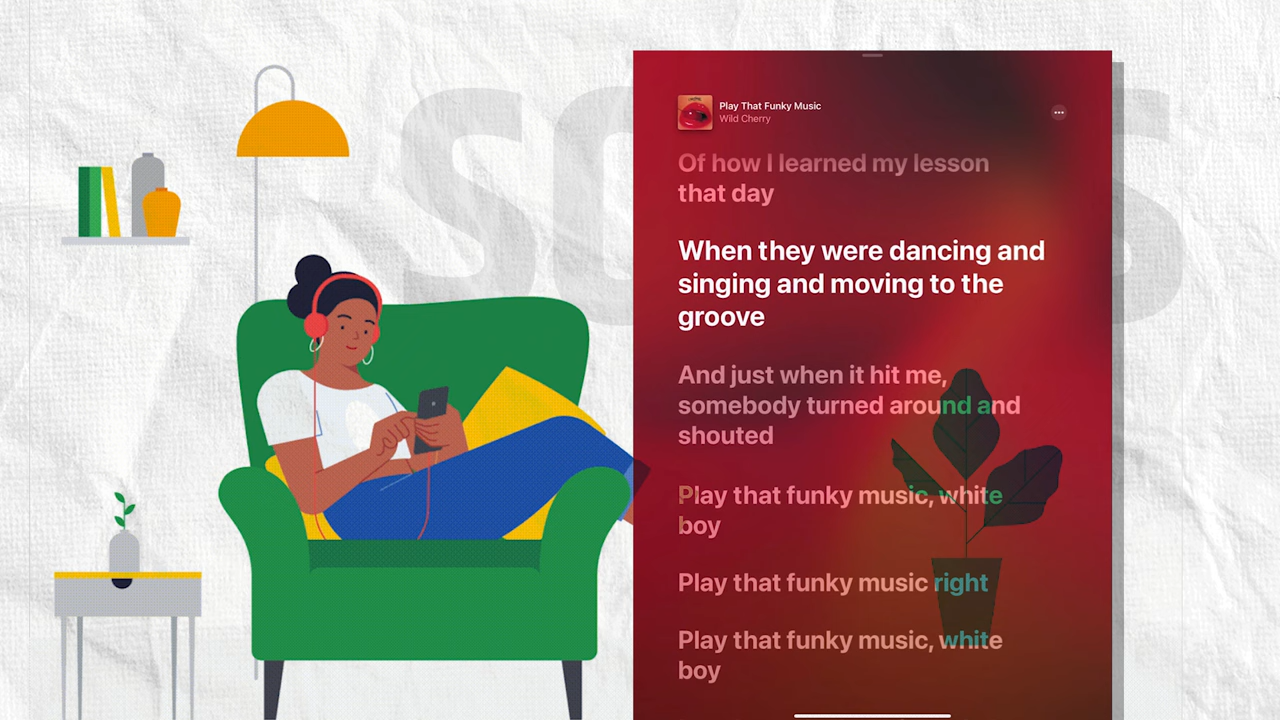 Play That Funky Music
Wild Cherry
Of how I learned my lesson
that day
When they were dancing and
singing and moving to the
groove
And just when it hit me,
somebody turned around and
shouted
Play that funky music, white
boy
Play that funky music right
Play that funky music, white
boy